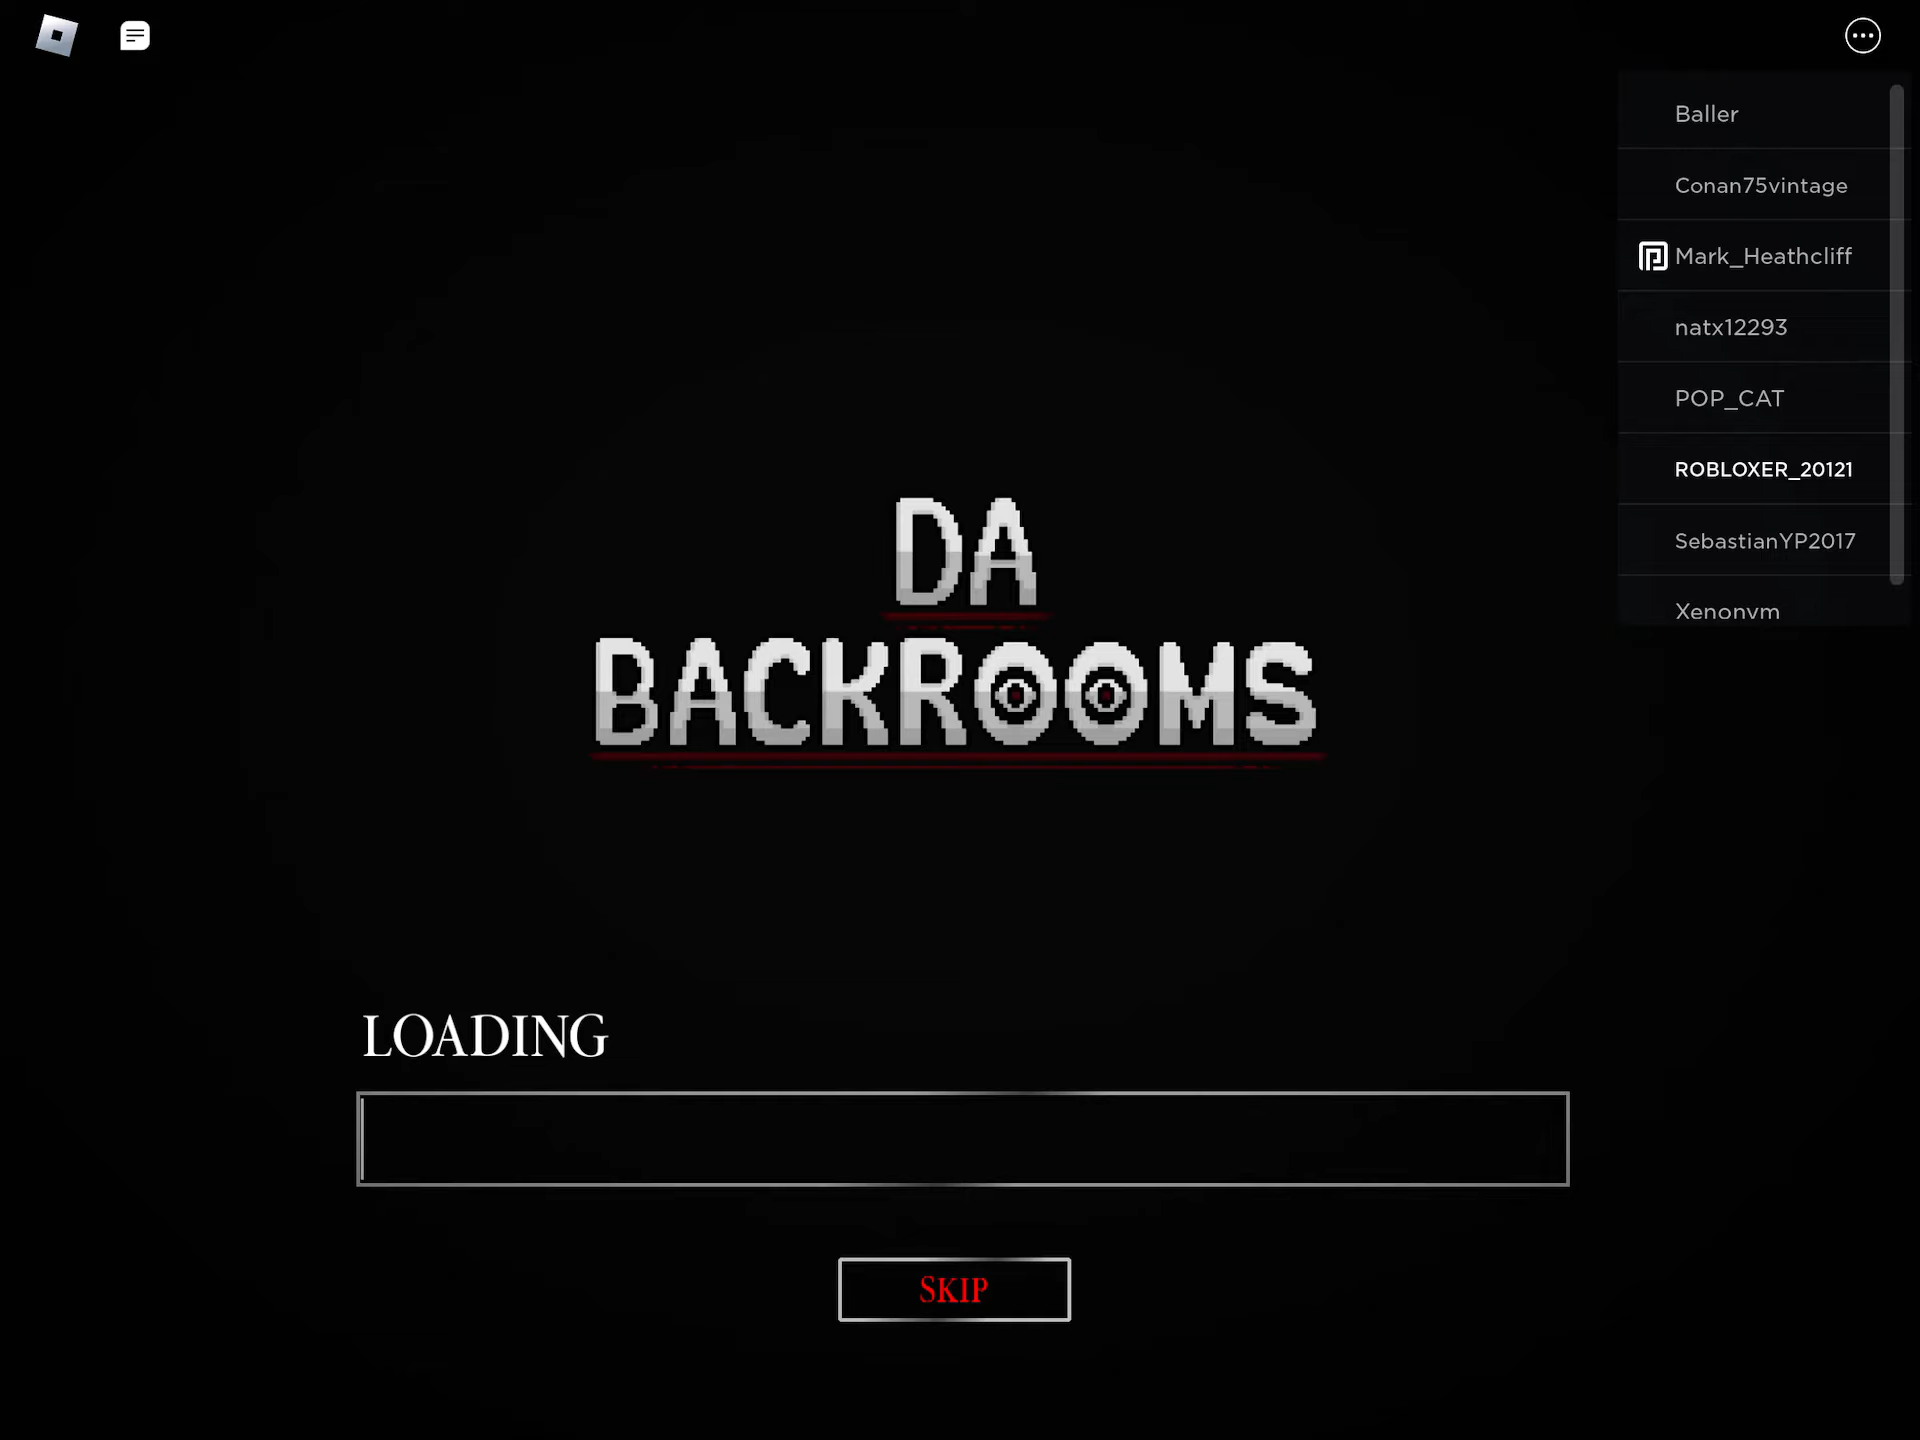 Baller
Conan75vintage
Mark_Heathcliff
natx12293
POP_CAT
ROBLOXER_20121
SebastianYP2017
Xenonvm
DA
BACKROOMS
LOADING
SKIP